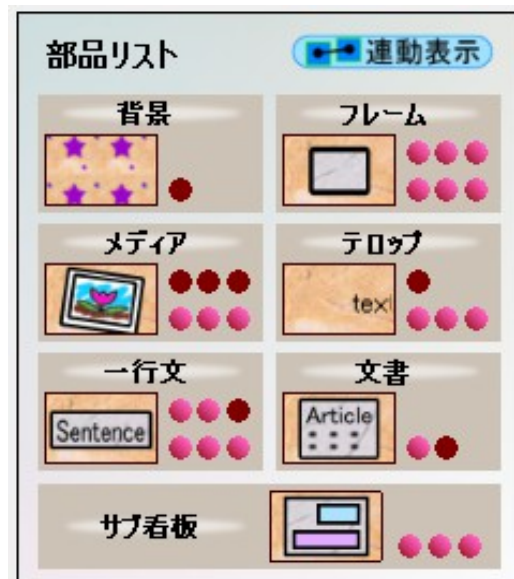 部品リスト
連動表示
背景
フレーム
メディア
テロップ
text
一行文
文書
Sentence
Article
サブ看板